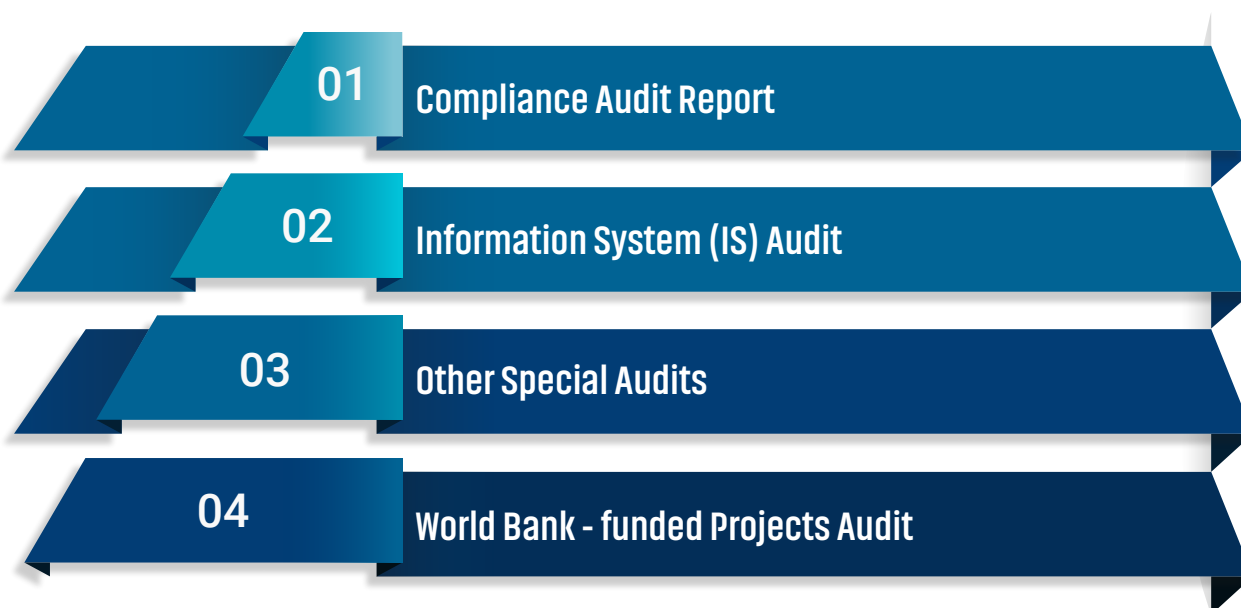 01
Compliance Audit Report
02
Information System (IS) Audit
03
Other Special Audits
04
World Bank - funded Projects Audit